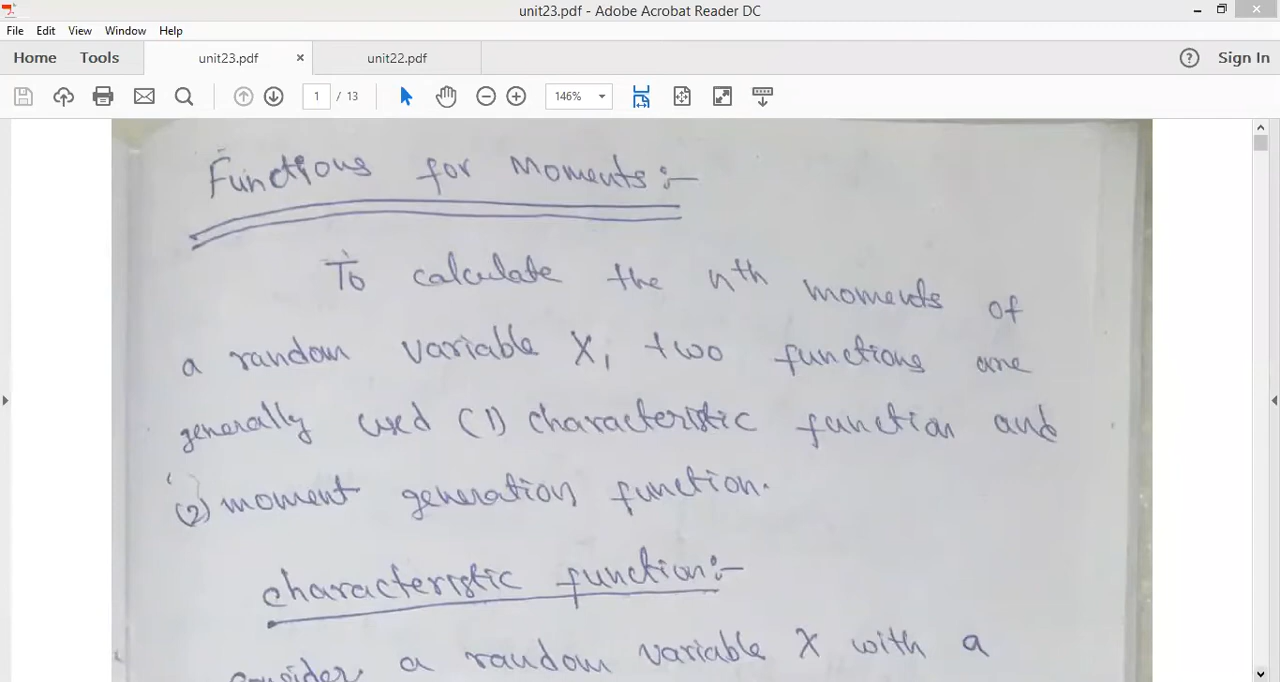 unit23.pdf - Adobe Acrobat Reader DC
File Edit View Window Help
Home Tools unit23.pdf × unit22.pdf Sign In
1 / 13 146%
Functions for Moments:-
To calculate the nth moments of
a random variable X, two functions are
generally used (1) characteristic function and
(2) moment generation function.
characteristic function:-
consider a random variable X with a